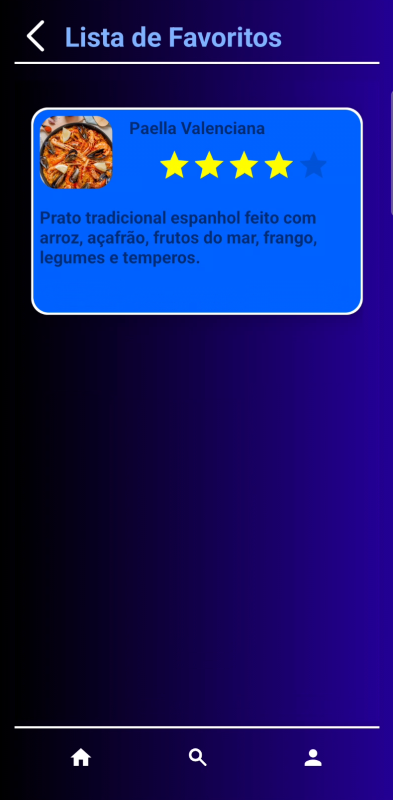 Lista de Favoritos
Paella Valenciana
Prato tradicional espanhol feito com
arroz, açafrão, frutos do mar, frango,
legumes e temperos.